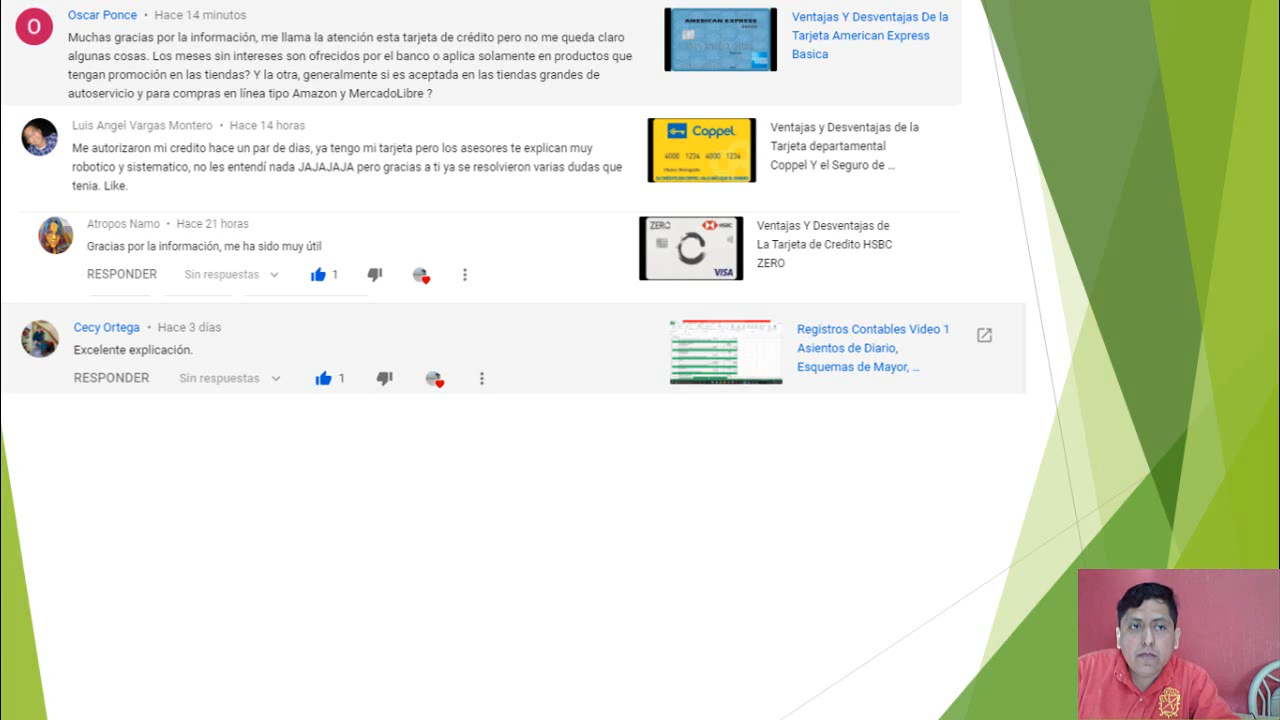 O
Oscar Ponce • Hace 14 minutos
Muchas gracias por la información, me llama la atención esta tarjeta de crédito pero no me queda claro
algunas cosas. Los meses sin intereses son ofrecidos por el banco o aplica solamente en productos que
tengan promoción en las tiendas? Y la otra, generalmente si es aceptada en las tiendas grandes de
autoservicio y para compras en línea tipo Amazon y MercadoLibre ?
AMERICAN EXPRESS
Ventajas Y Desventajas De la
Tarjeta American Express
Basica
Luis Angel Vargas Montero • Hace 14 horas
Me autorizaron mi credito hace un par de dias, ya tengo mi tarjeta pero los asesores te explican muy
robotico y sistematico, no les entendí nada JAJAJAJA pero gracias a ti ya se resolvieron varias dudas que
tenia. Like.
Coppel
4000 1234 4000 1234
Ventajas y Desventajas de la
Tarjeta departamental
Coppel Y el Seguro de ...
Atropos Namo • Hace 21 horas
Gracias por la información, me ha sido muy útil
RESPONDER Sin respuestas 1
ZERO HSBC
VISA
Ventajas Y Desventajas de
La Tarjeta de Credito HSBC
ZERO
Cecy Ortega • Hace 3 días
Excelente explicación.
RESPONDER Sin respuestas 1
Registros Contables Video 1
Asientos de Diario,
Esquemas de Mayor, ...